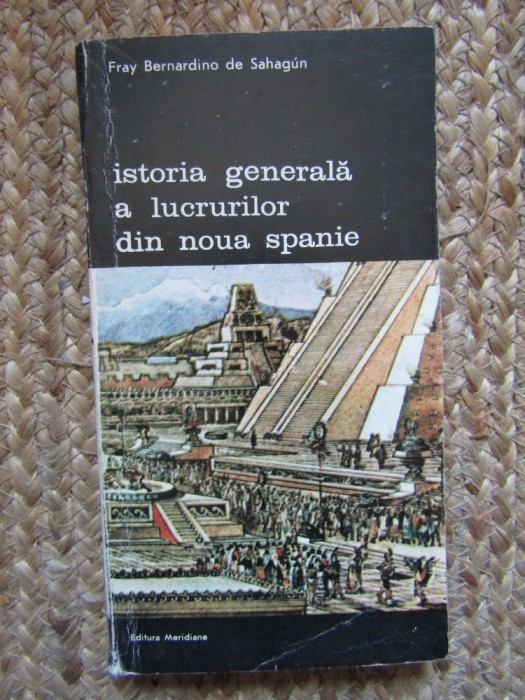 Fray Bernardino de Sahagún
istoria generală
a lucrurilor
din noua spanie
Editura Meridiane